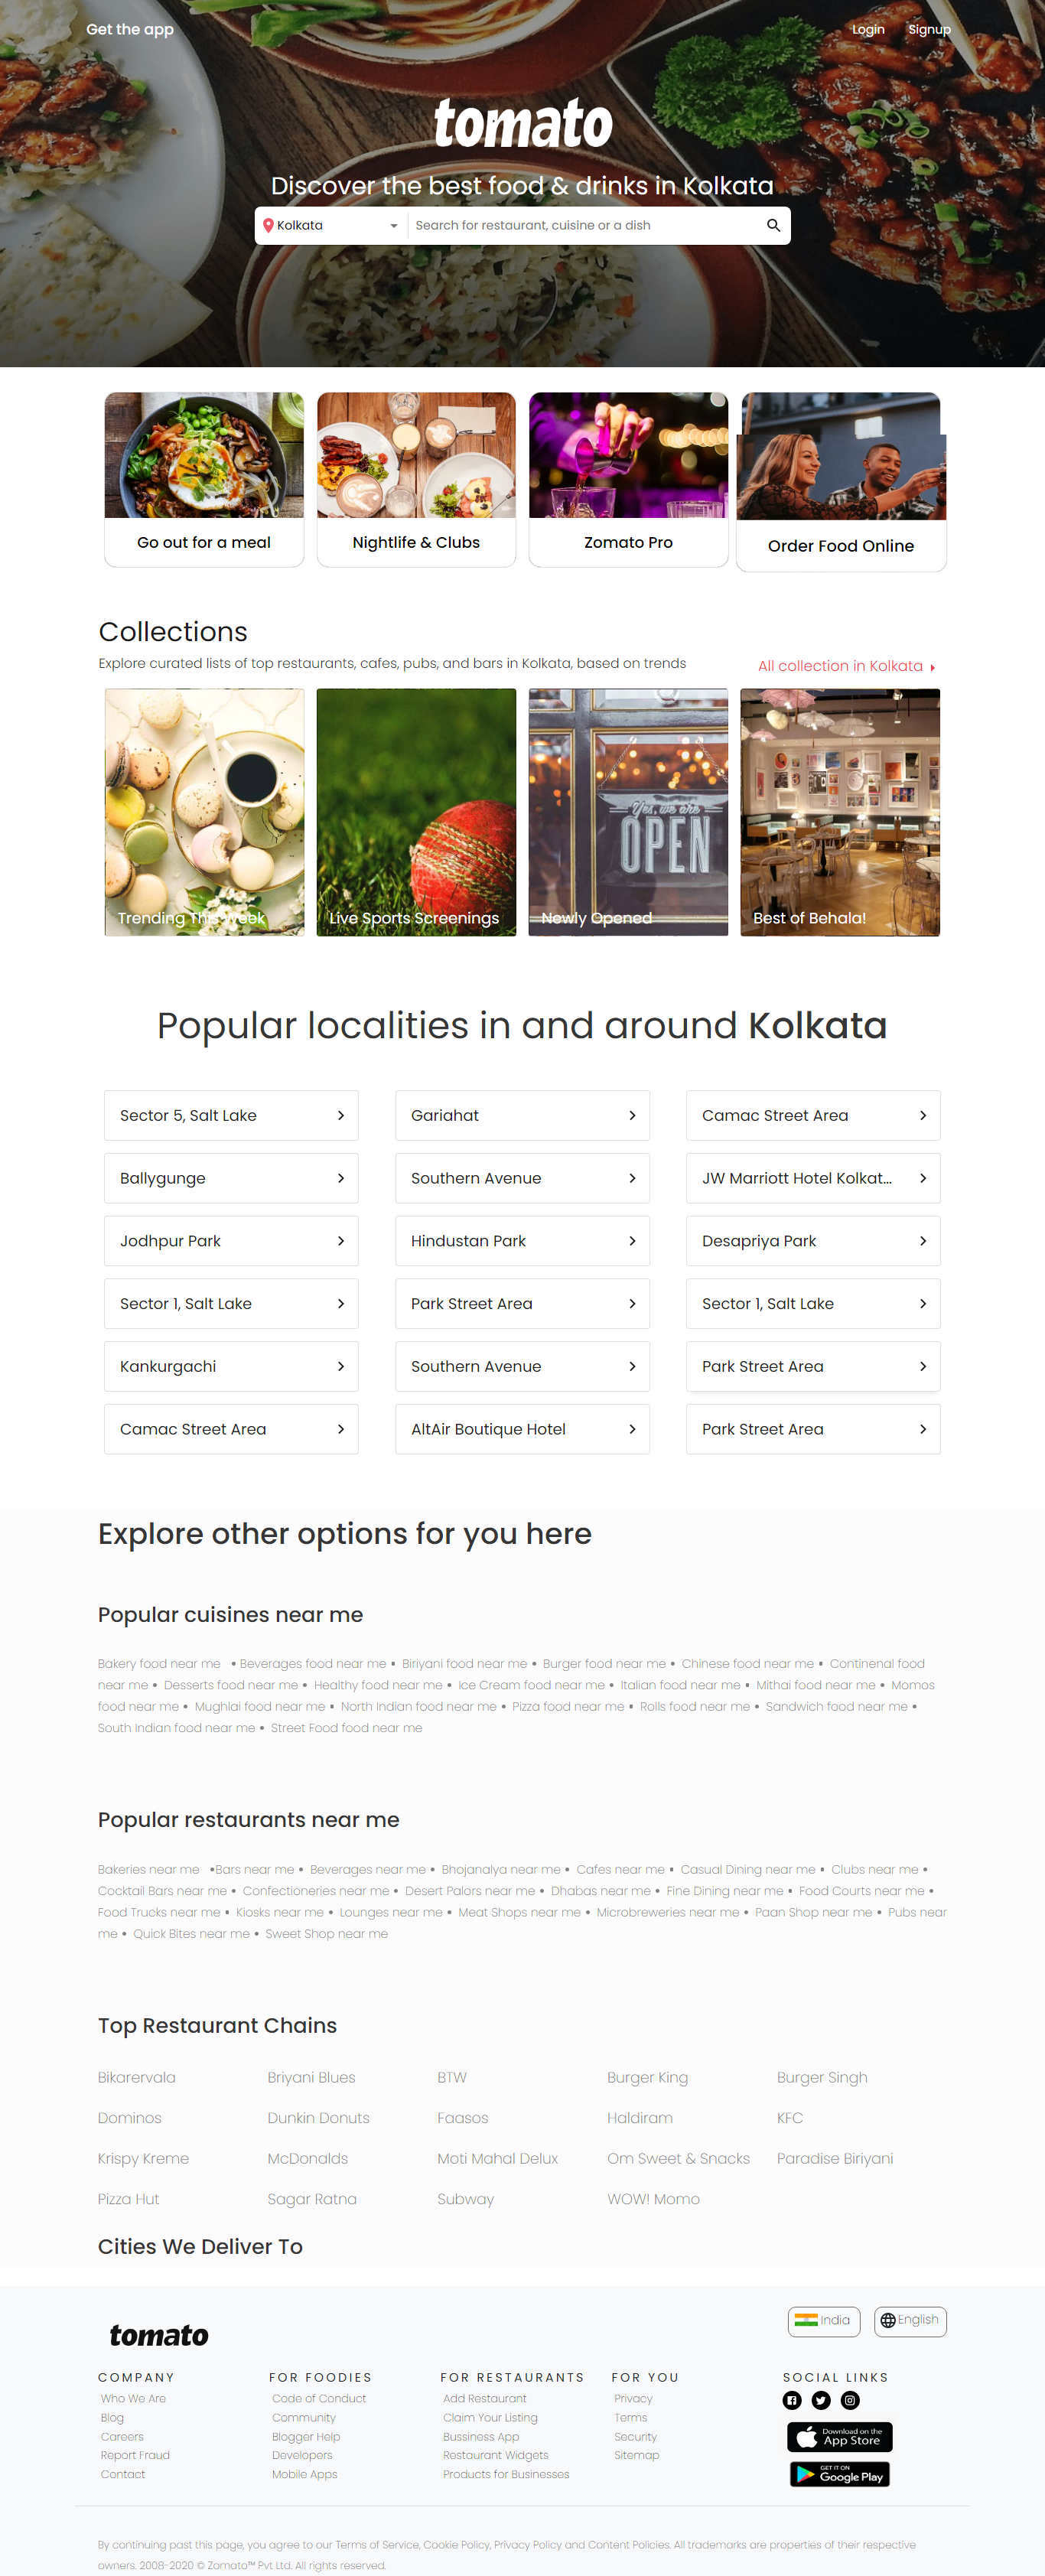 Get the app
Login
Signup
tomato
Discover the best food & drinks in Kolkata
Kolkata
Search for restaurant, cuisine or a dish
Go out for a meal
Nightlife & Clubs
Zomato Pro
Order Food Online
Collections
Explore curated lists of top restaurants, cafes, pubs, and bars in Kolkata, based on trends
All collection in Kolkata
Yes, we are
OPEN
Trending This Week
Live Sports Screenings
Newly Opened
Best of Behala!
Popular localities in and around Kolkata
Sector 5, Salt Lake
Gariahat
Camac Street Area
Ballygunge
Southern Avenue
JW Marriott Hotel Kolkat...
Jodhpur Park
Hindustan Park
Desapriya Park
Sector 1, Salt Lake
Park Street Area
Sector 1, Salt Lake
Kankurgachi
Southern Avenue
Park Street Area
Camac Street Area
AltAir Boutique Hotel
Park Street Area
Explore other options for you here
Popular cuisines near me
Bakery food near me • Beverages food near me • Biriyani food near me • Burger food near me • Chinese food near me • Continenal food
near me • Desserts food near me • Healthy food near me • Ice Cream food near me • Italian food near me • Mithai food near me • Momos
food near me • Mughlai food near me • North Indian food near me • Pizza food near me • Rolls food near me • Sandwich food near me •
South Indian food near me • Street Food food near me
Popular restaurants near me
Bakeries near me •Bars near me • Beverages near me • Bhojanalya near me • Cafes near me • Casual Dining near me • Clubs near me •
Cocktail Bars near me • Confectioneries near me • Desert Palors near me • Dhabas near me • Fine Dining near me • Food Courts near me •
Food Trucks near me • Kiosks near me • Lounges near me • Meat Shops near me • Microbreweries near me • Paan Shop near me • Pubs near
me • Quick Bites near me • Sweet Shop near me
Top Restaurant Chains
Bikarervala
Briyani Blues
BTW
Burger King
Burger Singh
Dominos
Dunkin Donuts
Faasos
Haldiram
KFC
Krispy Kreme
McDonalds
Moti Mahal Delux
Om Sweet & Snacks
Paradise Biriyani
Pizza Hut
Sagar Ratna
Subway
WOW! Momo
Cities We Deliver To
tomato
India
English
COMPANY
Who We Are
Blog
Careers
Report Fraud
Contact
FOR FOODIES
Code of Conduct
Community
Blogger Help
Developers
Mobile Apps
FOR RESTAURANTS
Add Restaurant
Claim Your Listing
Bussiness App
Restaurant Widgets
Products for Businesses
FOR YOU
Privacy
Terms
Security
Sitemap
SOCIAL LINKS
Download on the
App Store
GET IT ON
Google Play
By continuing past this page, you agree to our Terms of Service, Cookie Policy, Privacy Policy and Content Policies. All trademarks are properties of their respective
owners. 2008-2020 © Zomato™ Pvt Ltd. All rights reserved.